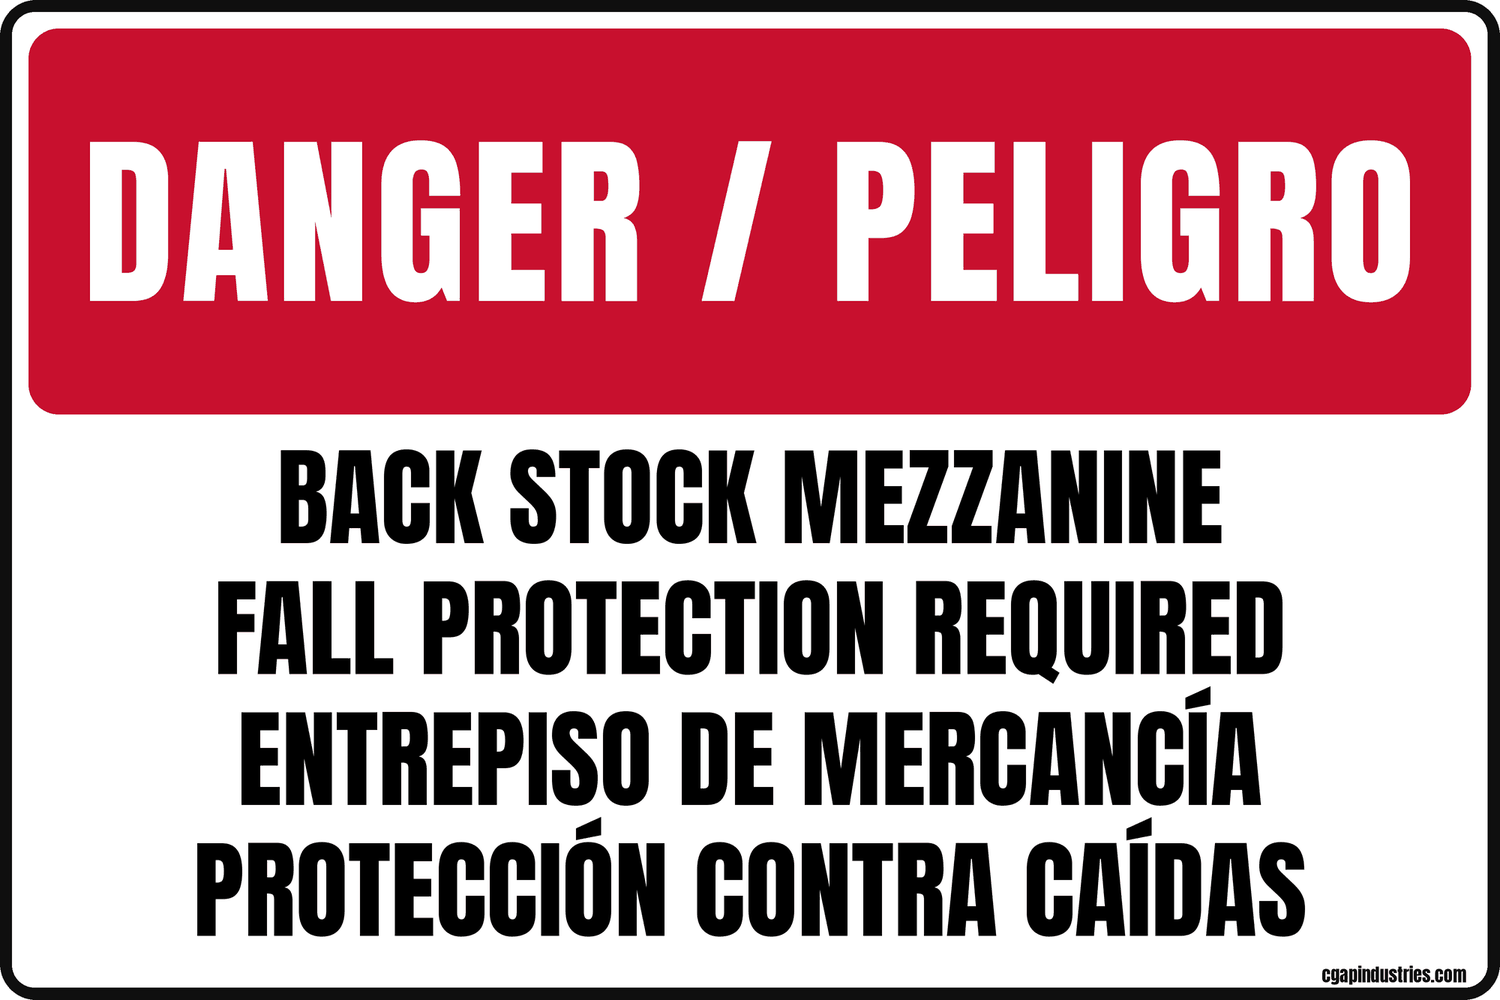 DANGER / PELIGRO
BACK STOCK MEZZANINE
FALL PROTECTION REQUIRED
ENTREPISO DE MERCANCÍA
PROTECCIÓN CONTRA CAÍDAS
cgapindustries.com